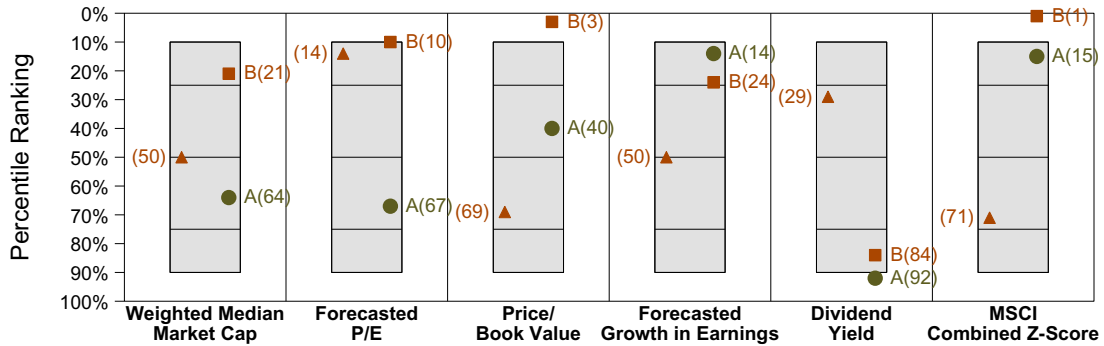 Percentile Ranking
0%
10%
20%
30%
40%
50%
60%
70%
80%
90%
100%
B(21)
(50)
A(64)
(14)
B(10)
A(67)
B(3)
A(40)
(69)
A(14)
B(24)
(50)
(29)
B(84)
A(92)
B(1)
A(15)
(71)
Weighted Median
Market Cap
Forecasted
P/E
Price/
Book Value
Forecasted
Growth in Earnings
Dividend
Yield
MSCI
Combined Z-Score